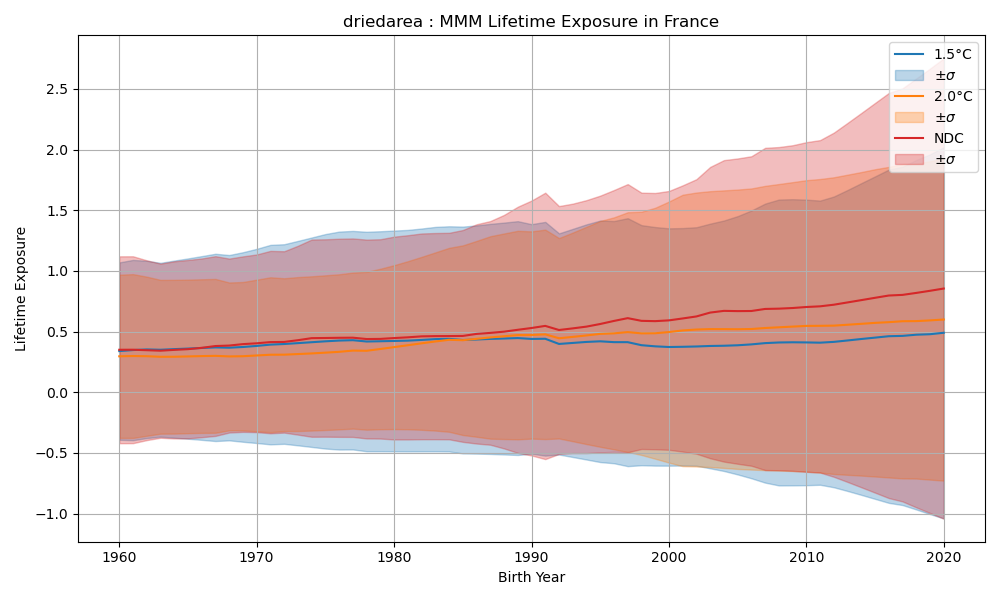 driedarea : MMM Lifetime Exposure in France
1.5°C
±σ
2.0°C
±σ
NDC
±σ
Lifetime Exposure
2.5
2.0
1.5
1.0
0.5
0.0
−0.5
−1.0
1960 1970 1980 1990 2000 2010 2020
Birth Year